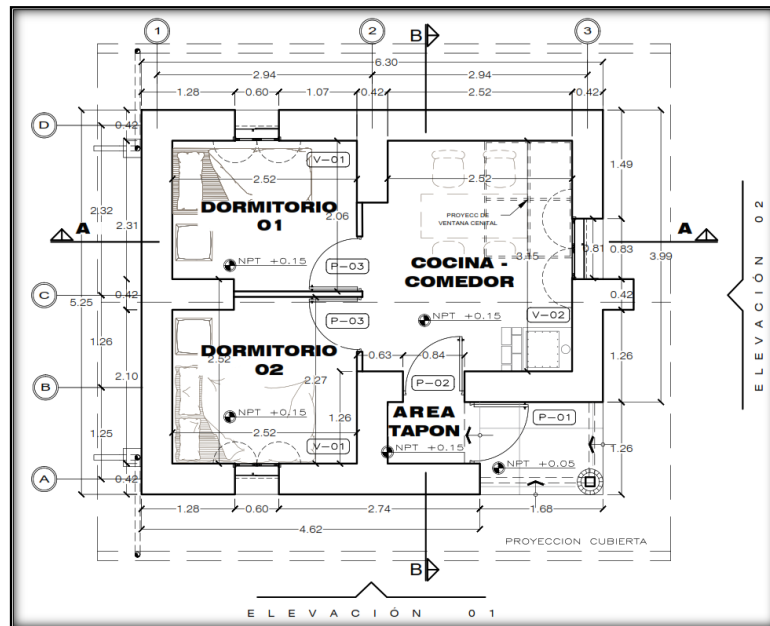 1
2
3
B
6.30
2.94
2.94
1.28
0.60
1.07
0.42
2.52
0.42
D
0.42
V-01
2.52
2.52
1.49
DORMITORIO
01
2.06
PROYECC DE
VENTANA CENITAL
2.32
2.31
A
A
0.81
0.83
3.99
3.15
NPT +0.15
P-03
COCINA -
COMEDOR
C
5.25
0.42
0.42
P-03
NPT +0.15
V-02
DORMITORIO
02
2.52
0.63
0.84
1.26
1.26
2.27
B
2.10
P-02
NPT +0.15
1.26
AREA
TAPON
P-01
2.52
V-01
1.25
NPT +0.15
NPT +0.05
1.26
A
0.42
1.28
0.60
2.74
1.68
4.62
PROYECCION CUBIERTA
B
ELEVACIÓN 01
ELEVACIÓN 02